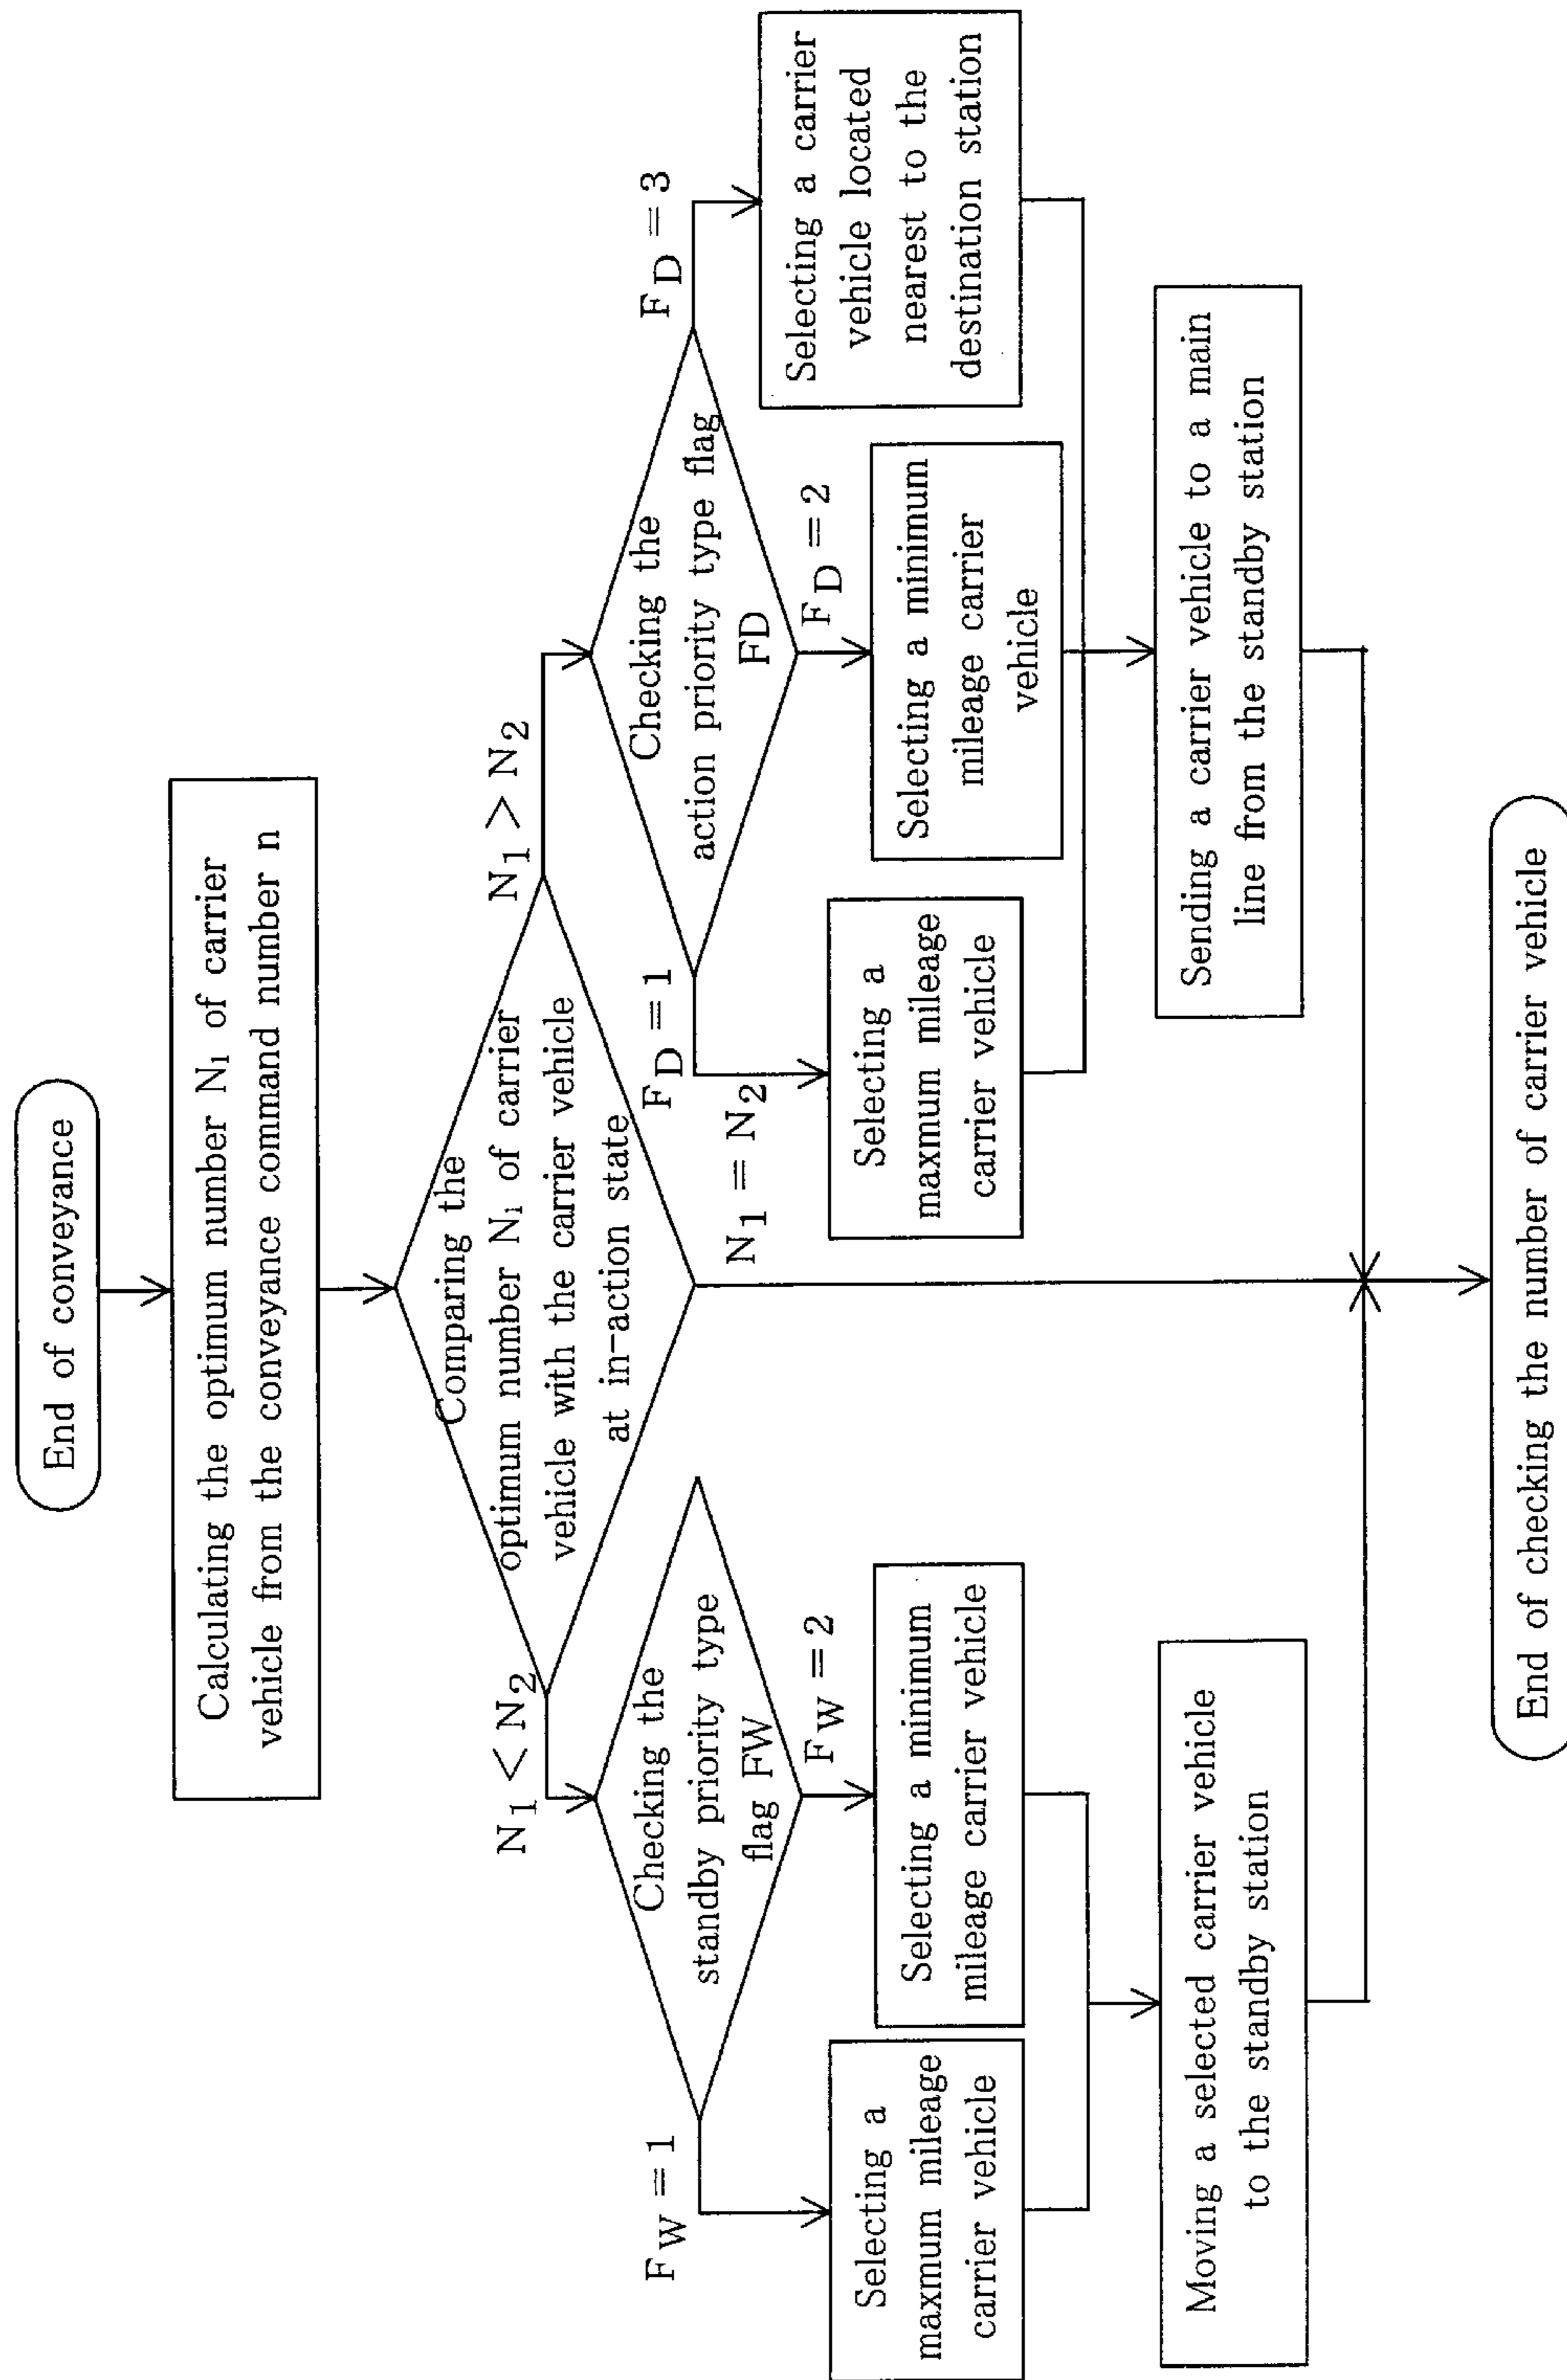 End of conveyance
Calculating the optimum number N1 of carrier
vehicle from the conveyance command number n
Comparing the
optimum number N1 of carrier
vehicle with the carrier vehicle
at in-action state
N1 < N2
N1 > N2
N1 = N2
Checking the
standby priority type
flag FW
FW = 1
FW = 2
Selecting a
maxmum mileage
carrier vehicle
Selecting a minimum
mileage carrier vehicle
Moving a selected carrier vehicle
to the standby station
Checking the
action priority type flag
FD
FD = 1
FD = 2
FD = 3
Selecting a
maxmum mileage
carrier vehicle
Selecting a minimum
mileage carrier
vehicle
Selecting a carrier
vehicle located
nearest to the
destination station
Sending a carrier vehicle to a main
line from the standby station
End of checking the number of carrier vehicle